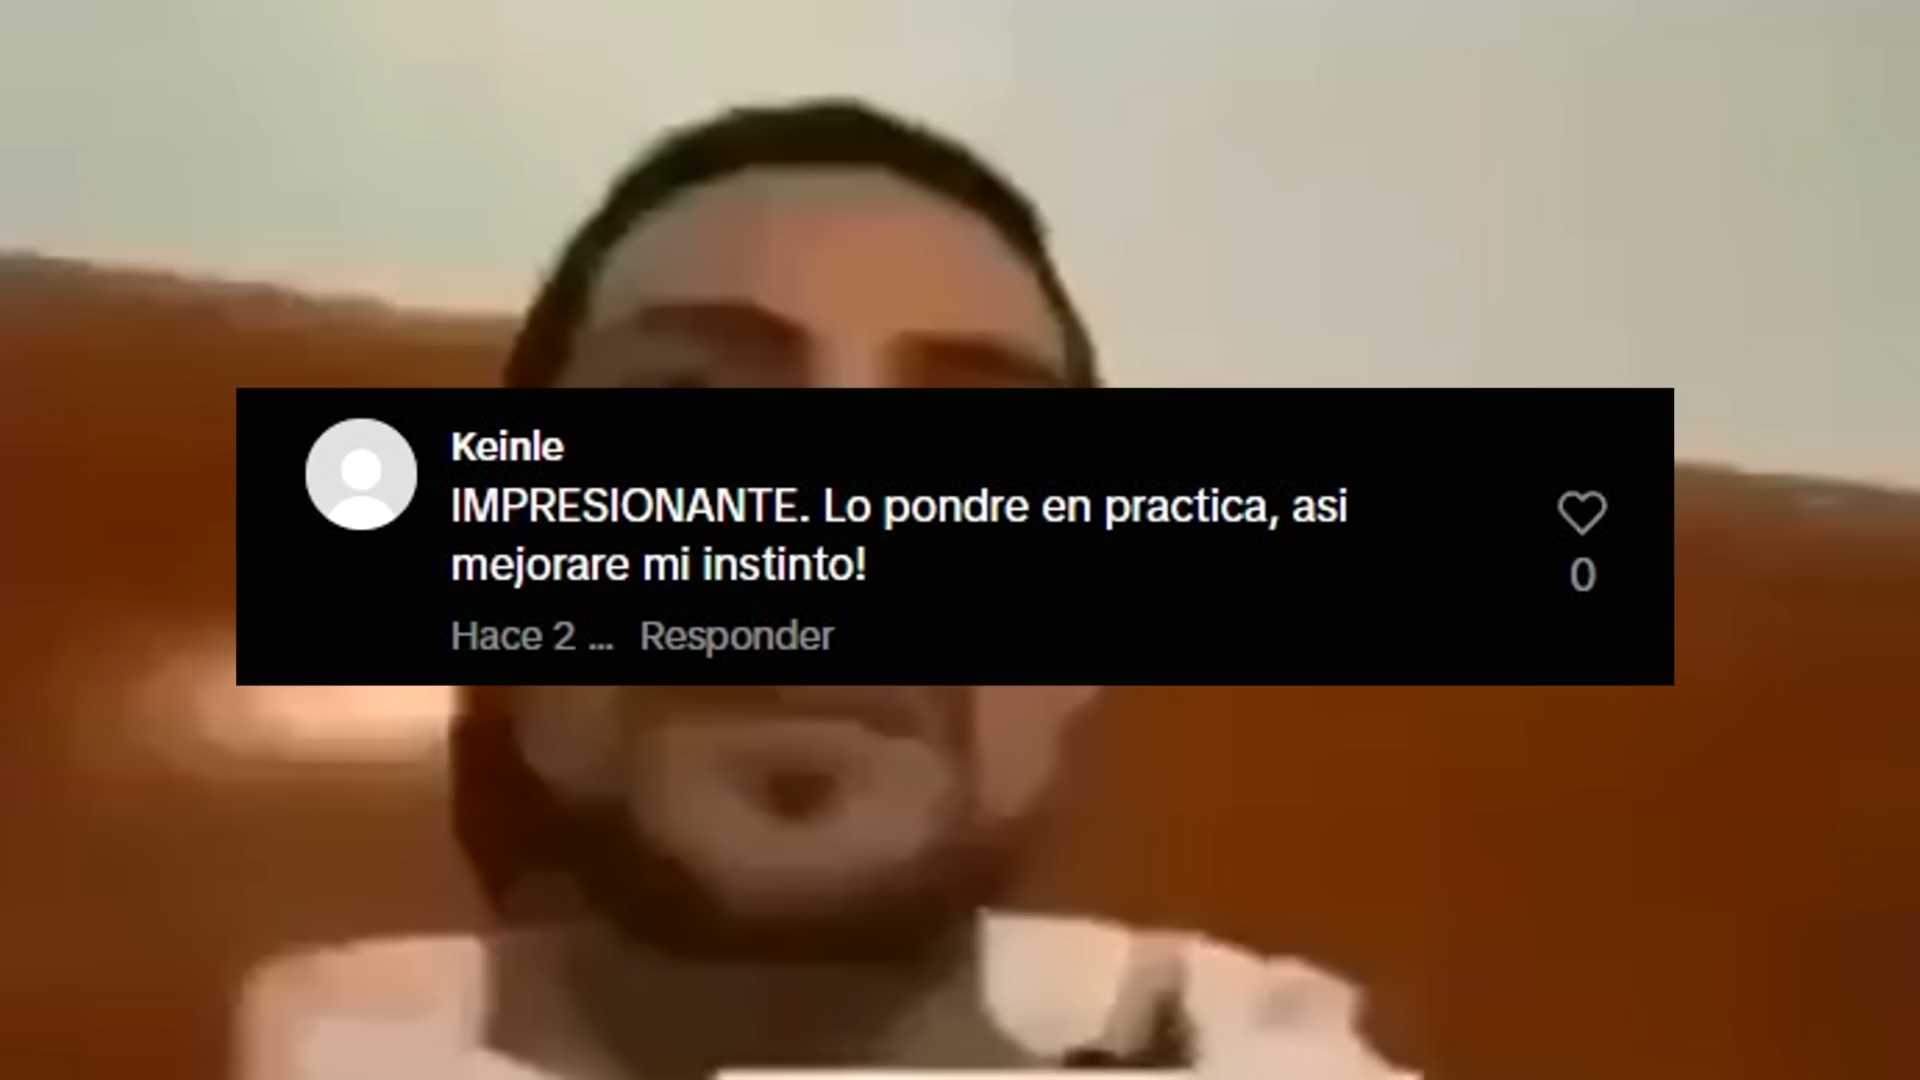 Keinle
IMPRESIONANTE. Lo pondre en practica, asi
mejorare mi instinto!
Hace 2 ... Responder
0